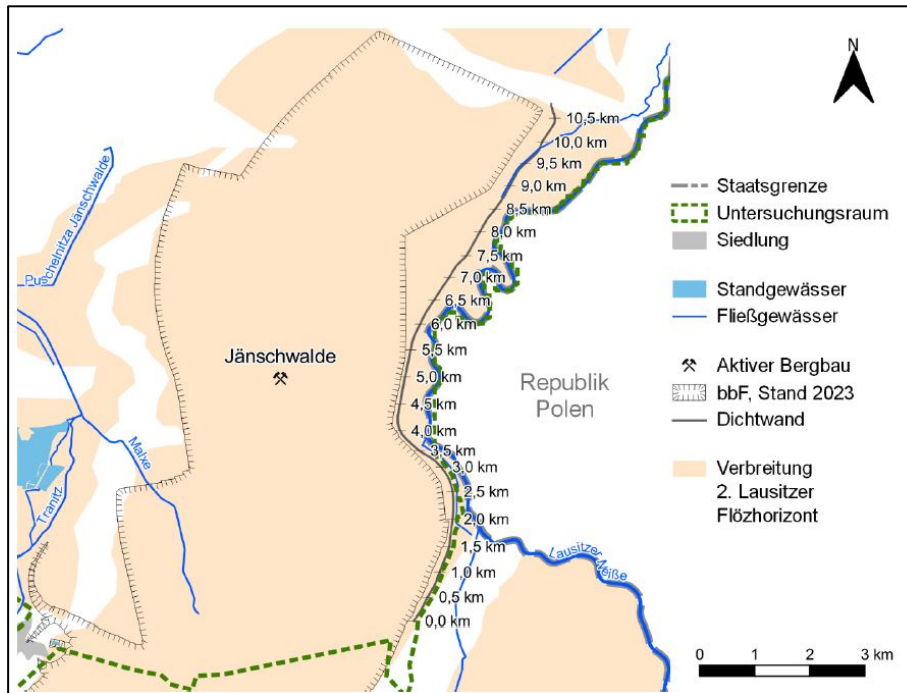 N
10,5 km
10,0 km
9,5 km
9,0 km
8,5 km
8,0 km
7,5 km
7,0 km
6,5 km
6,0 km
5,5 km
5,0 km
4,5 km
4,0 km
3,5 km
3,0 km
2,5 km
2,0 km
1,5 km
1,0 km
0,5 km
0,0 km
Puschelnitza Jänschwalde
Malxe
Tranitz
Jänschwalde
Republik
Polen
Lausitzer Neiße
Staatsgrenze
Untersuchungsraum
Siedlung
Standgewässer
Fließgewässer
Aktiver Bergbau
bbF, Stand 2023
Dichtwand
Verbreitung
2. Lausitzer
Flözhorizont
0 1 2 3 km